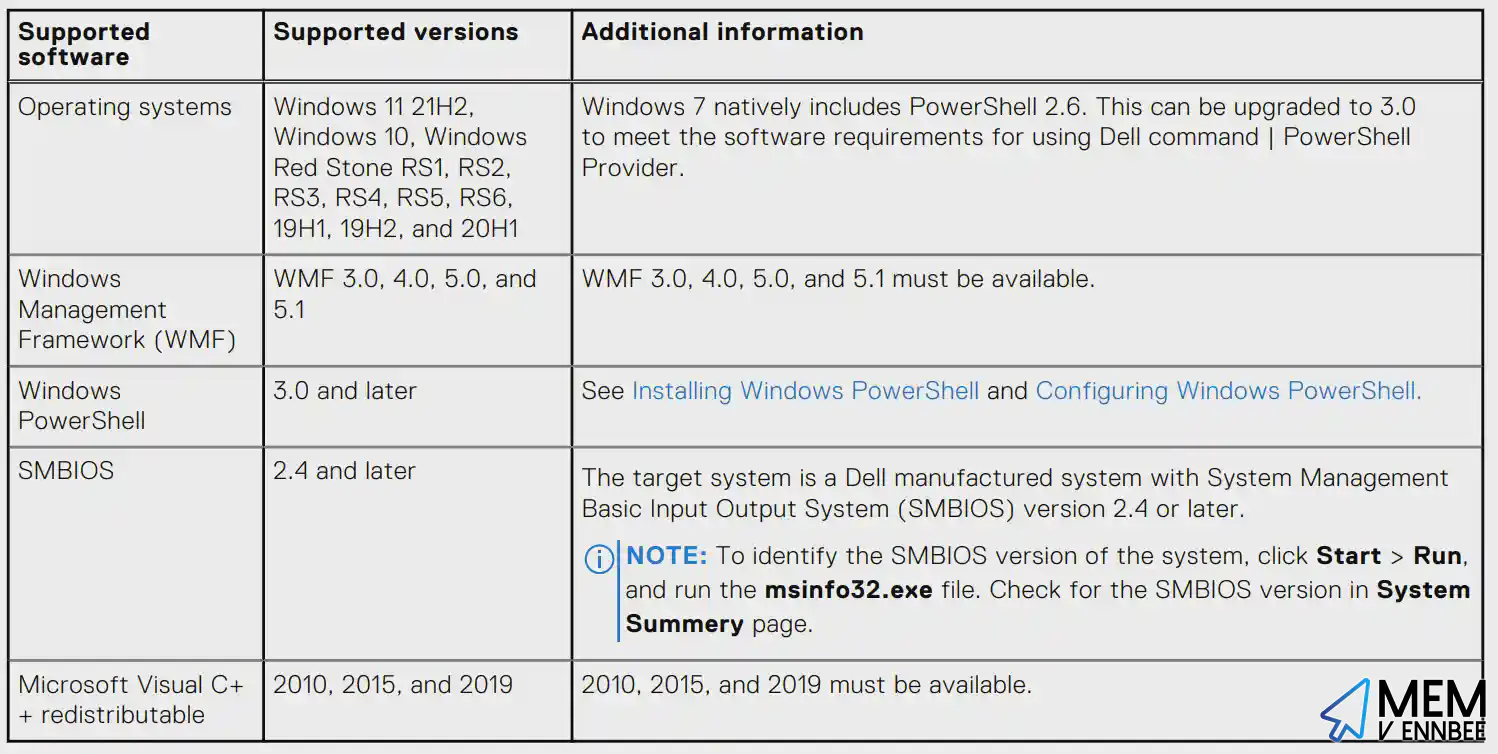 Supported
software
Supported versions
Additional information
Operating systems
Windows 11 21H2,
Windows 10, Windows
Red Stone RS1, RS2,
RS3, RS4, RS5, RS6,
19H1, 19H2, and 20H1
Windows 7 natively includes PowerShell 2.6. This can be upgraded to 3.0
to meet the software requirements for using Dell command | PowerShell
Provider.
Windows
Management
Framework (WMF)
WMF 3.0, 4.0, 5.0, and
5.1
WMF 3.0, 4.0, 5.0, and 5.1 must be available.
Windows
PowerShell
3.0 and later
See Installing Windows PowerShell and Configuring Windows PowerShell.
SMBIOS
2.4 and later
The target system is a Dell manufactured system with System Management
Basic Input Output System (SMBIOS) version 2.4 or later.
NOTE: To identify the SMBIOS version of the system, click Start > Run,
and run the msinfo32.exe file. Check for the SMBIOS version in System
Summery page.
Microsoft Visual C+
+ redistributable
2010, 2015, and 2019
2010, 2015, and 2019 must be available.
MEM
V ENNBEE